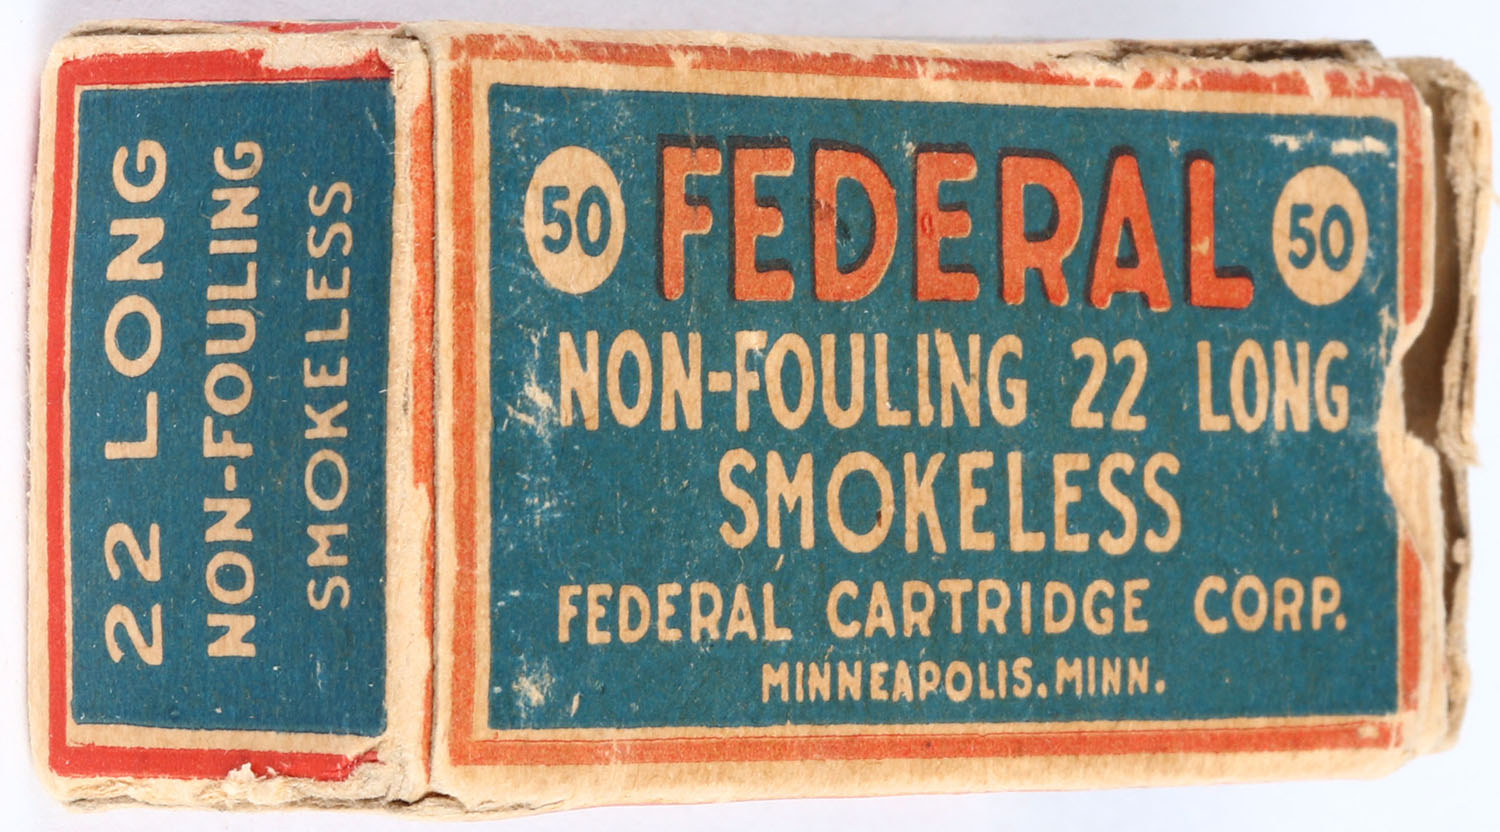 22 LONG
NON-FOULING
SMOKELESS
50 FEDERAL 50
NON-FOULING 22 LONG
SMOKELESS
FEDERAL CARTRIDGE CORP.
MINNEAPOLIS. MINN.